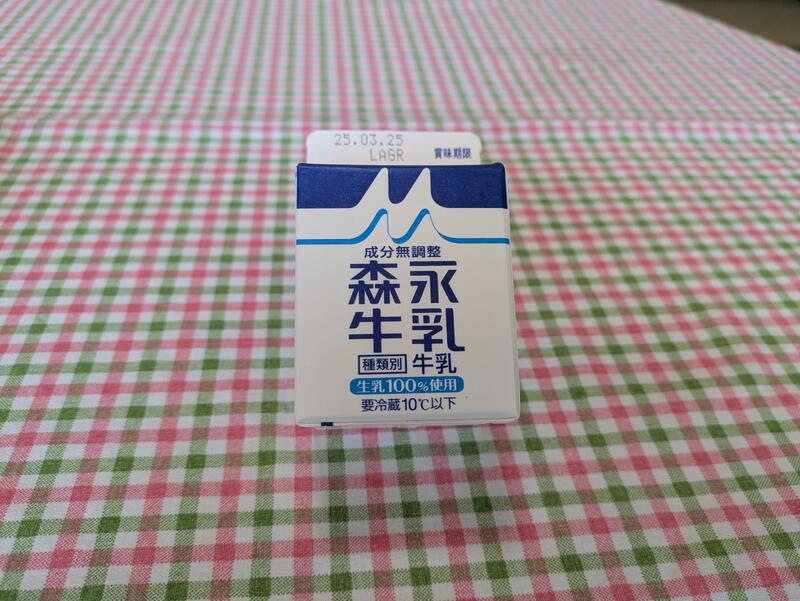 25.03.25
LAGR
賞味期限
成分無調整
森永
牛乳
種類別 牛乳
生乳100%使用
要冷蔵10℃以下